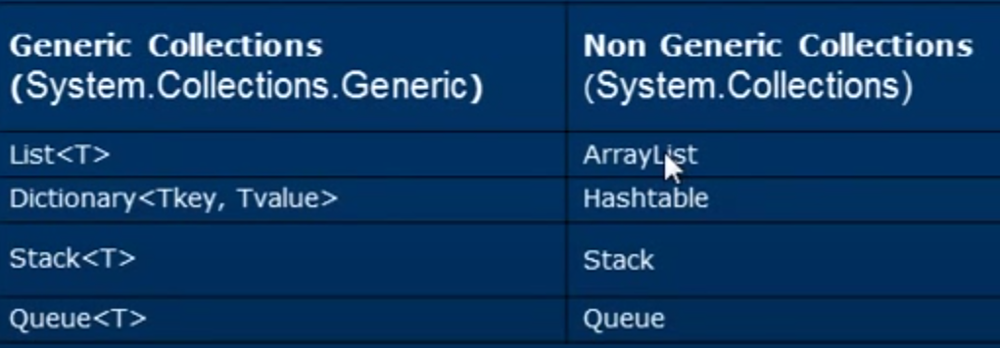 Generic Collections
(System.Collections.Generic)
Non Generic Collections
(System.Collections)
List<T>
ArrayList
Dictionary<Tkey, Tvalue>
Hashtable
Stack<T>
Stack
Queue<T>
Queue